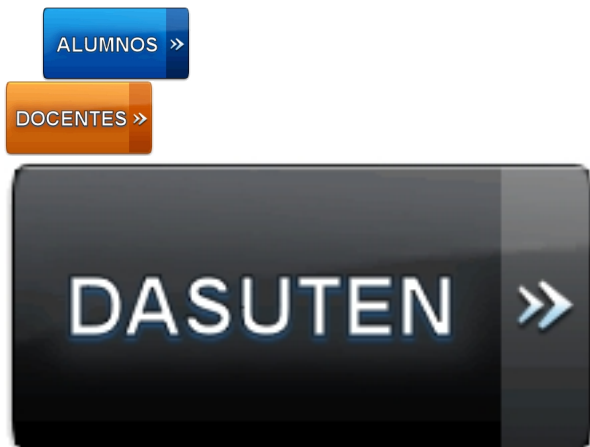 ALUMNOS »
DOCENTES »
DASUTEN »